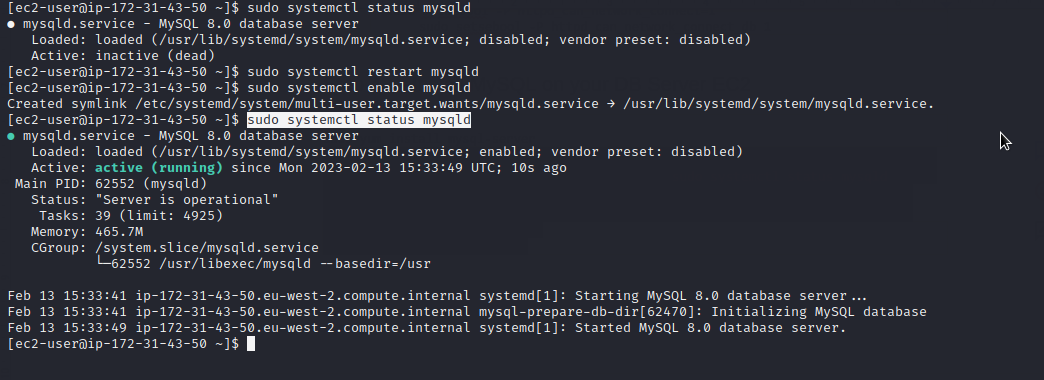 [ec2-user@ip-172-31-43-50 ~]$ sudo systemctl status mysqld
● mysqld.service - MySQL 8.0 database server
   Loaded: loaded (/usr/lib/systemd/system/mysqld.service; disabled; vendor preset: disabled)
   Active: inactive (dead)
[ec2-user@ip-172-31-43-50 ~]$ sudo systemctl restart mysqld
[ec2-user@ip-172-31-43-50 ~]$ sudo systemctl enable mysqld
Created symlink /etc/systemd/system/multi-user.target.wants/mysqld.service → /usr/lib/systemd/system/mysqld.service.
[ec2-user@ip-172-31-43-50 ~]$ sudo systemctl status mysqld
● mysqld.service - MySQL 8.0 database server
   Loaded: loaded (/usr/lib/systemd/system/mysqld.service; enabled; vendor preset: disabled)
   Active: active (running) since Mon 2023-02-13 15:33:49 UTC; 10s ago
 Main PID: 62552 (mysqld)
   Status: "Server is operational"
    Tasks: 39 (limit: 4925)
   Memory: 465.7M
   CGroup: /system.slice/mysqld.service
           └─62552 /usr/libexec/mysqld --basedir=/usr

Feb 13 15:33:41 ip-172-31-43-50.eu-west-2.compute.internal systemd[1]: Starting MySQL 8.0 database server...
Feb 13 15:33:41 ip-172-31-43-50.eu-west-2.compute.internal mysql-prepare-db-dir[62470]: Initializing MySQL database
Feb 13 15:33:49 ip-172-31-43-50.eu-west-2.compute.internal systemd[1]: Started MySQL 8.0 database server.
[ec2-user@ip-172-31-43-50 ~]$